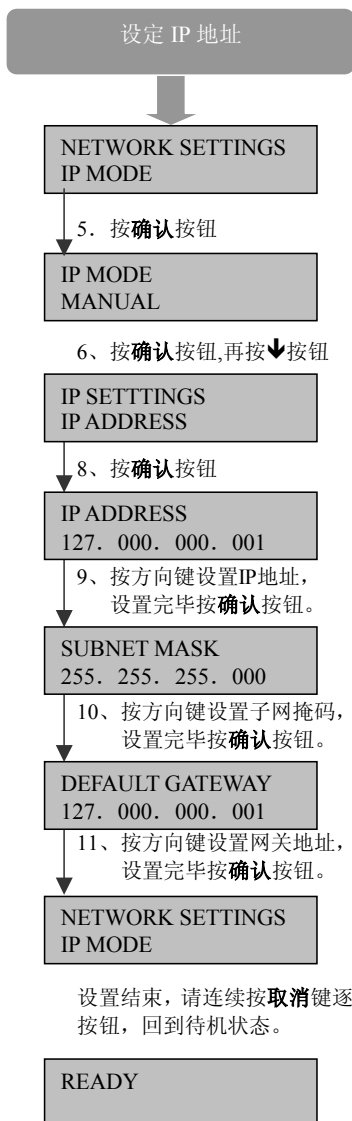 设定 IP 地址
NETWORK SETTINGS
IP MODE
5．按确认按钮
IP MODE
MANUAL
6、按确认按钮,再按🡻按钮
IP SETTTINGS
IP ADDRESS
8、按确认按钮
IP ADDRESS
127．000．000．001
9、按方向键设置IP地址，
设置完毕按确认按钮。
SUBNET MASK
255．255．255．000
10、按方向键设置子网掩码，
设置完毕按确认按钮。
DEFAULT GATEWAY
127．000．000．001
11、按方向键设置网关地址，
设置完毕按确认按钮。
NETWORK SETTINGS
IP MODE
设置结束，请连续按取消键逐
按钮，回到待机状态。
READY